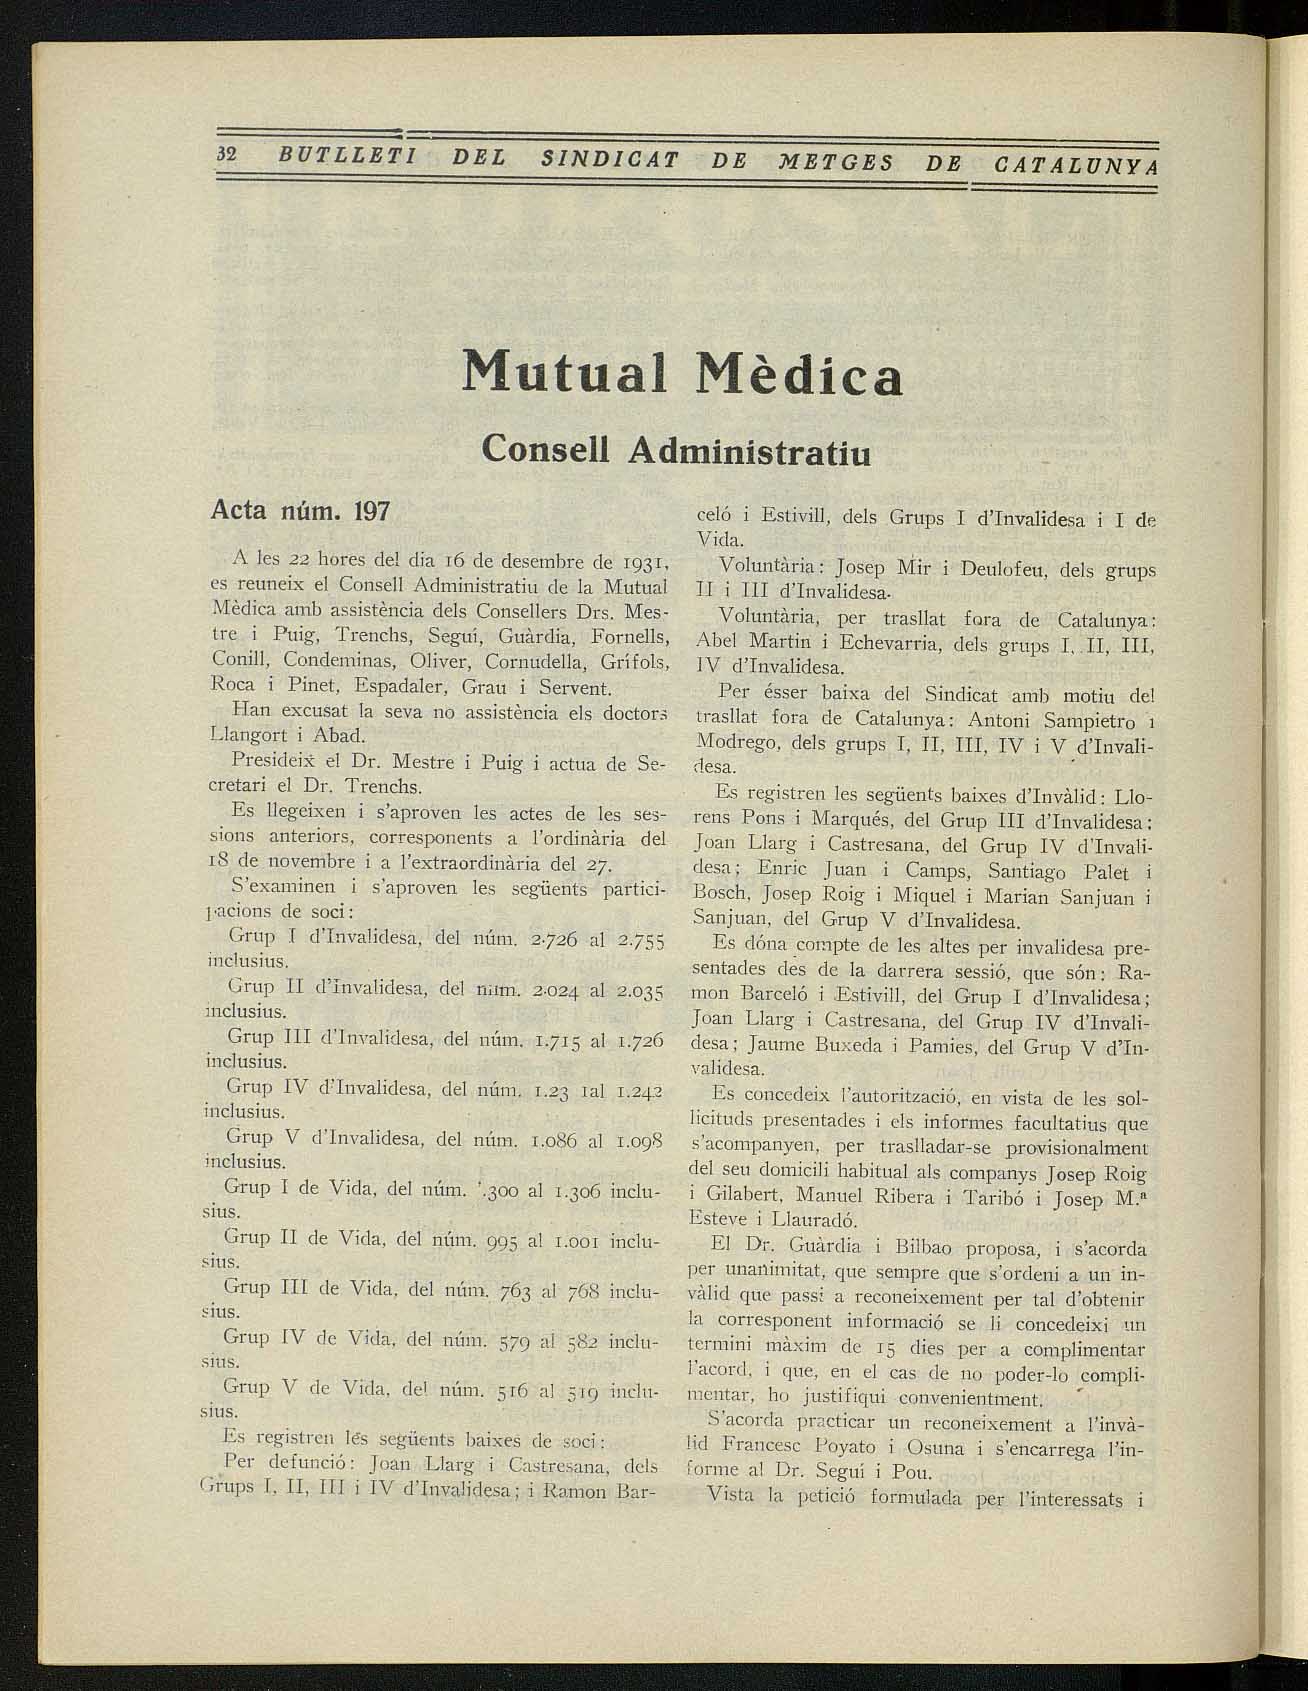 32 BUTLLETI DEL SINDICAT DE METGES DE CATALUNYA
Mutual Mèdica
Consell Administratiu
Acta núm. 197
A les 22 hores del dia 16 de desembre de 1931,
es reuneix el Consell Administratiu de la Mutual
Mèdica amb assistència dels Consellers Drs. Mes-
tre i Puig, Trenchs, Seguí, Guàrdia, Fornells,
Conill, Condeminas, Oliver, Cornudella, Grífols,
Roca i Pinet, Espadaler, Grau i Servent.
Han excusat la seva no assistència els doctors
Llangort i Abad.
Presideix el Dr. Mestre i Puig i actua de Se-
cretari el Dr. Trenchs.
Es llegeixen i s'aproven les actes de les ses-
sions anteriors, corresponents a l'ordinària del
18 de novembre i a l'extraordinària del 27.
S'examinen i s'aproven les següents partici-
pacions de soci:
Grup I d'Invalidesa, del núm. 2.726 al 2.755
inclusius.
Grup II d'Invalidesa, del núm. 2.024 al 2.035
inclusius.
Grup III d'Invalidesa, del núm. 1.715 al 1.726
inclusius.
Grup IV d'Invalidesa, del núm. 1.23 1al 1.242
inclusius.
Grup V d'Invalidesa, del núm. 1.086 al 1.098
inclusius.
Grup I de Vida, del núm. '.300 al 1.306 inclu-
sius.
Grup II de Vida, del núm. 995 al 1.001 inclu-
sius.
Grup III de Vida, del núm. 763 al 768 inclu-
sius.
Grup IV de Vida, del núm. 579 al 582 inclu-
sius.
Grup V de Vida, del núm. 516 al 519 inclu-
sius.
Es registren les següents baixes de soci:
Per defunció: Joan Llarg i Castresana, dels
Grups I, II, III i IV d'Invalidesa; i Ramon Bar-
celó i Estivill, dels Grups I d'Invalidesa i I de
Vida.
Voluntària: Josep Mir i Deulofeu, dels grups
II i III d'Invalidesa.
Voluntària, per trasllat fora de Catalunya:
Abel Martin i Echevarria, dels grups I, II, III,
IV d'Invalidesa.
Per ésser baixa del Sindicat amb motiu del
trasllat fora de Catalunya: Antoni Sampietro i
Modrego, dels grups I, II, III, IV i V d'Invali-
desa.
Es registren les següents baixes d'Invàlid: Llo-
rens Pons i Marqués, del Grup III d'Invalidesa;
Joan Llarg i Castresana, del Grup IV d'Invali-
desa; Enric Juan i Camps, Santiago Palet i
Bosch, Josep Roig i Miquel i Marian Sanjuan i
Sanjuan, del Grup V d'Invalidesa.
Es dóna compte de les altes per invalidesa pre-
sentades des de la darrera sessió, que són: Ra-
mon Barceló i Estivill, del Grup I d'Invalidesa;
Joan Llarg i Castresana, del Grup IV d'Invali-
desa; Jaume Buxeda i Pamies, del Grup V d'In-
validesa.
Es concedeix l'autorització, en vista de les sol-
licituds presentades i els informes facultatius que
s'acompanyen, per traslladar-se provisionalment
del seu domicili habitual als companys Josep Roig
i Gilabert, Manuel Ribera i Taribó i Josep M.ª
Esteve i Llauradó.
El Dr. Guàrdia i Bilbao proposa, i s'acorda
per unanimitat, que sempre que s'ordeni a un in-
vàlid que passi a reconeixement per tal d'obtenir
la corresponent informació se li concedeixi un
termini màxim de 15 dies per a complimentar
l'acord, i que, en el cas de no poder-lo compli-
mentar, ho justifiqui convenientment.
S'acorda practicar un reconeixement a l'invà-
lid Francesc Poyato i Osuna i s'encarrega l'in-
forme al Dr. Seguí i Pou.
Vista la petició formulada per l'interessats i